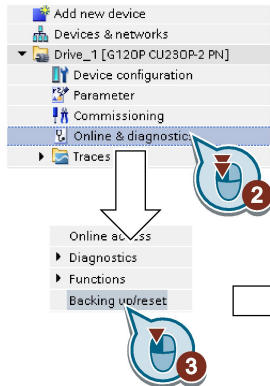 Add new device
Devices & networks
Drive_1 [G120P CU230P-2 PN]
Device configuration
Parameter
Commissioning
Online & diagnostics
Traces
2
Online access
Diagnostics
Functions
Backing up/reset
3